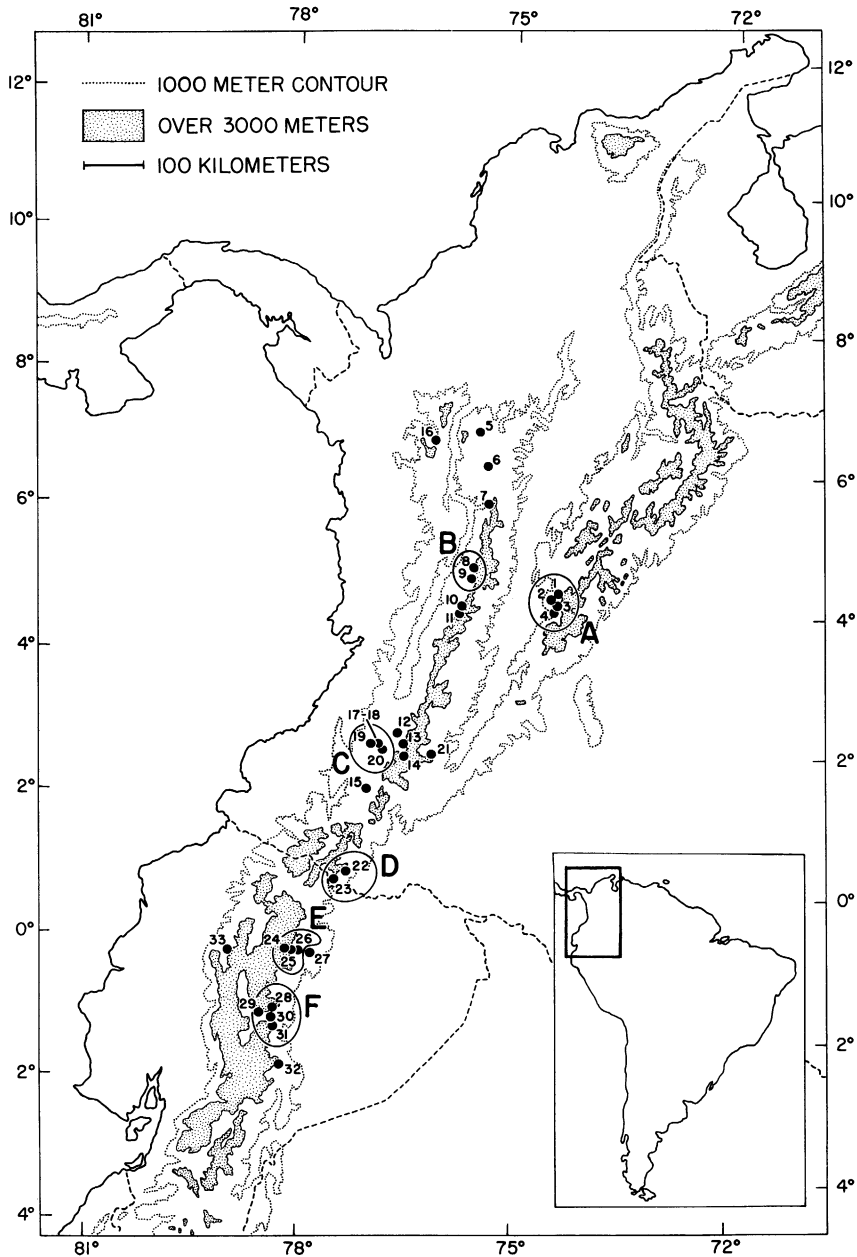 81° 78° 75° 72°
12° 12°
1000 METER CONTOUR
OVER 3000 METERS
100 KILOMETERS
10° 10°
8° 8°
16 5
6
6° 6°
7
B
8
9
1
2
3
4
10
11
A
4° 4°
17 18
12
19 13
20 21
C 14
2° 15 2°
D
22
23
E
0° 0°
33 24 26
25 27
F
28
29
30
31
2° 32 2°
4° 4°
81° 78° 75° 72°